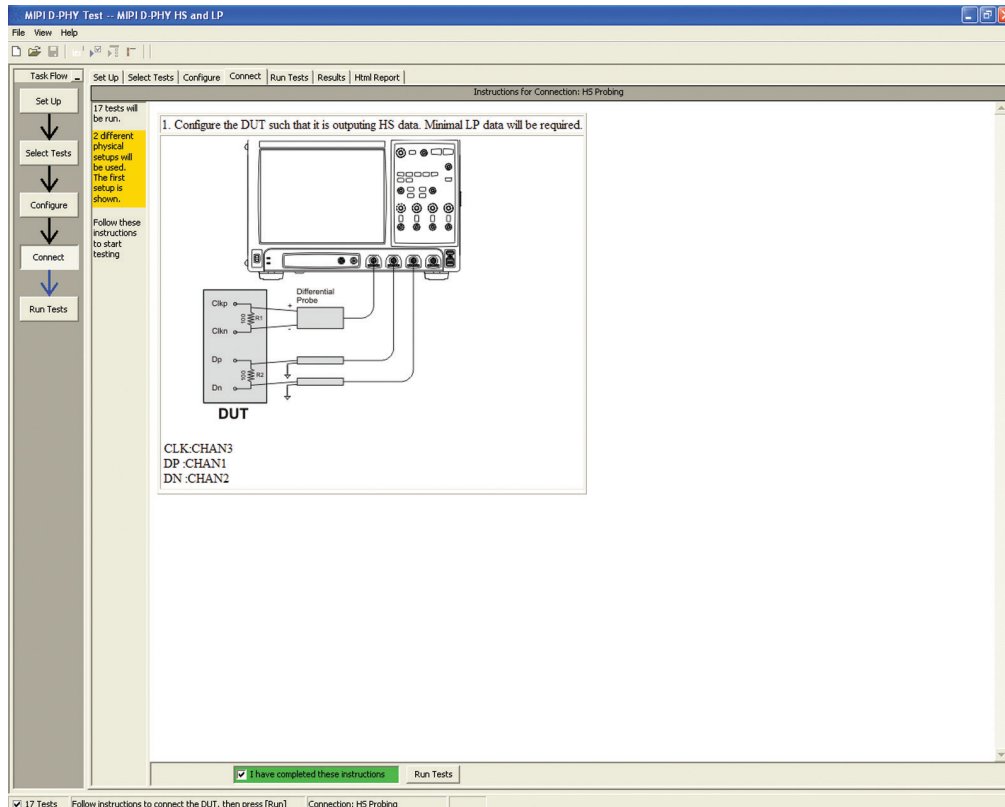 MIPI D-PHY Test -- MIPI D-PHY HS and LP
File View Help
Task Flow
Set Up
Select Tests
Configure
Connect
Run Tests
Set Up Select Tests Configure Connect Run Tests Results Html Report
Instructions for Connection: HS Probing
17 tests will
be run.
2 different
physical
setups will
be used.
The first
setup is
shown.
Follow these
instructions
to start
testing
1. Configure the DUT such that it is outputing HS data. Minimal LP data will be required.
Differential
Probe
Clkp
+
100
R1
Clkn
-
Dp
100
R2
Dn
DUT
CLK:CHAN3
DP :CHAN1
DN :CHAN2
I have completed these instructions
Run Tests
17 Tests Follow instructions to connect the DUT, then press [Run] Connection: HS Probing